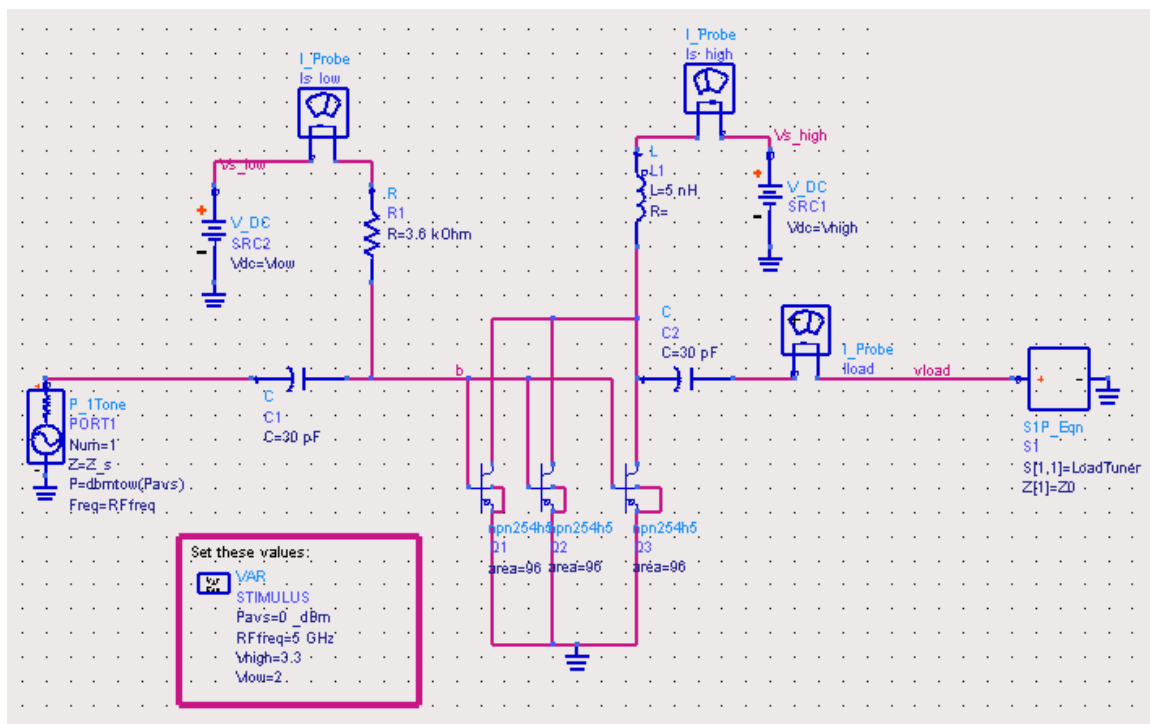 I_Probe
Is_low
Vs_low
V_DC
SRC2
Vdc=Vlow
R
R1
R=3.6 kOhm
I_Probe
Is_high
Vs_high
L
L1
L=5 nH
R=
V_DC
SRC1
Vdc=Vhigh
C
C2
C=30 pF
I_Probe
Iload
vload
S1P_Eqn
S1
S[1,1]=LoadTuner
Z[1]=Z0
P_1Tone
PORT1
Num=1
Z=Z_s
P=dbmtow(Pavs)
Freq=RFfreq
C
C1
C=30 pF
b
npn254h5
Q1
area=96
npn254h5
Q2
area=96
npn254h5
Q3
area=96
Set these values:
VAR
STIMULUS
Pavs=0 _dBm
RFfreq=5 GHz
Vhigh=3.3
Vlow=2